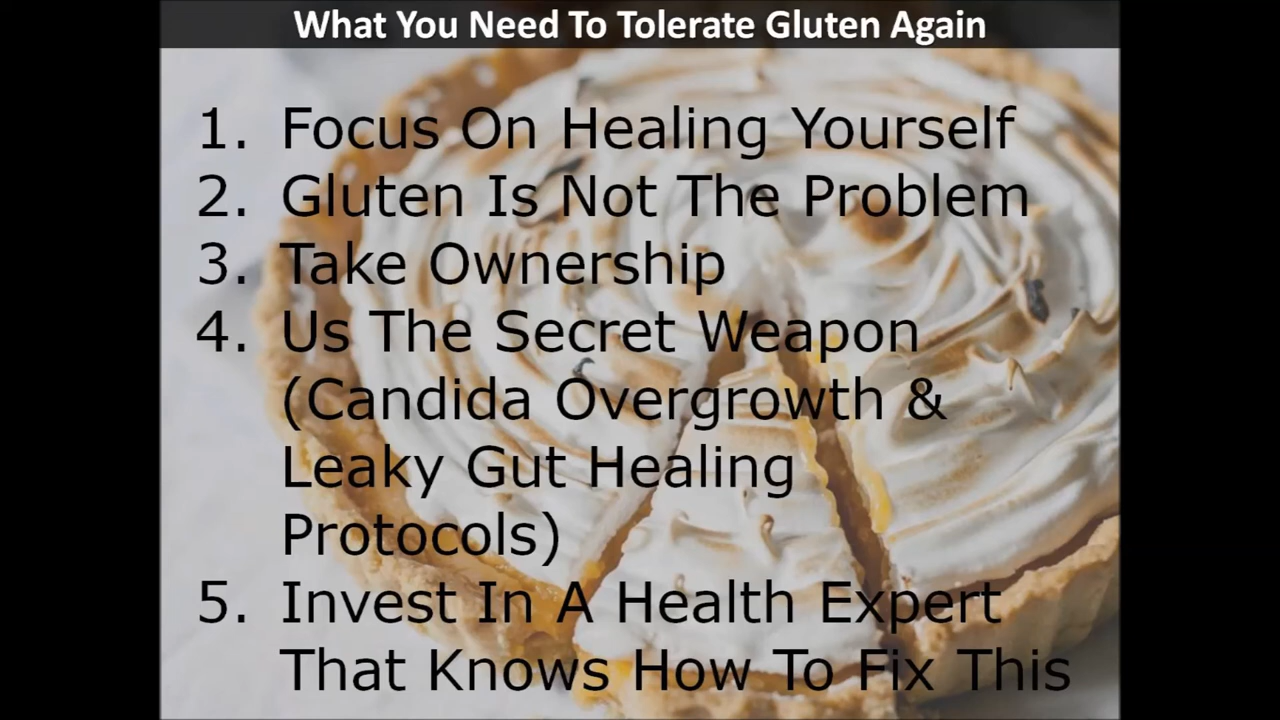 What You Need To Tolerate Gluten Again
1. Focus On Healing Yourself
2. Gluten Is Not The Problem
3. Take Ownership
4. Us The Secret Weapon
(Candida Overgrowth &
Leaky Gut Healing
Protocols)
5. Invest In A Health Expert
That Knows How To Fix This